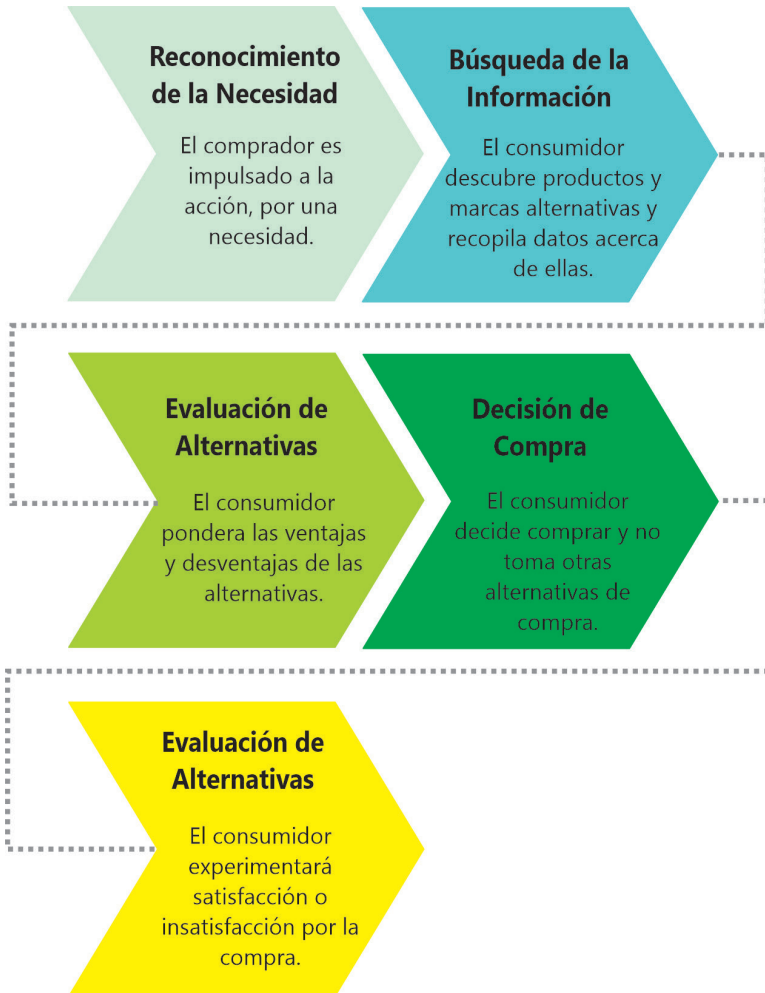 Reconocimiento
de la Necesidad
El comprador es
impulsado a la
acción, por una
necesidad.
Búsqueda de la
Información
El consumidor
descubre productos y
marcas alternativas y
recopila datos acerca
de ellas.
Evaluación de
Alternativas
El consumidor
pondera las ventajas
y desventajas de las
alternativas.
Decisión de
Compra
El consumidor
decide comprar y no
toma otras
alternativas de
compra.
Evaluación de
Alternativas
El consumidor
experimentará
satisfacción o
insatisfacción por la
compra.